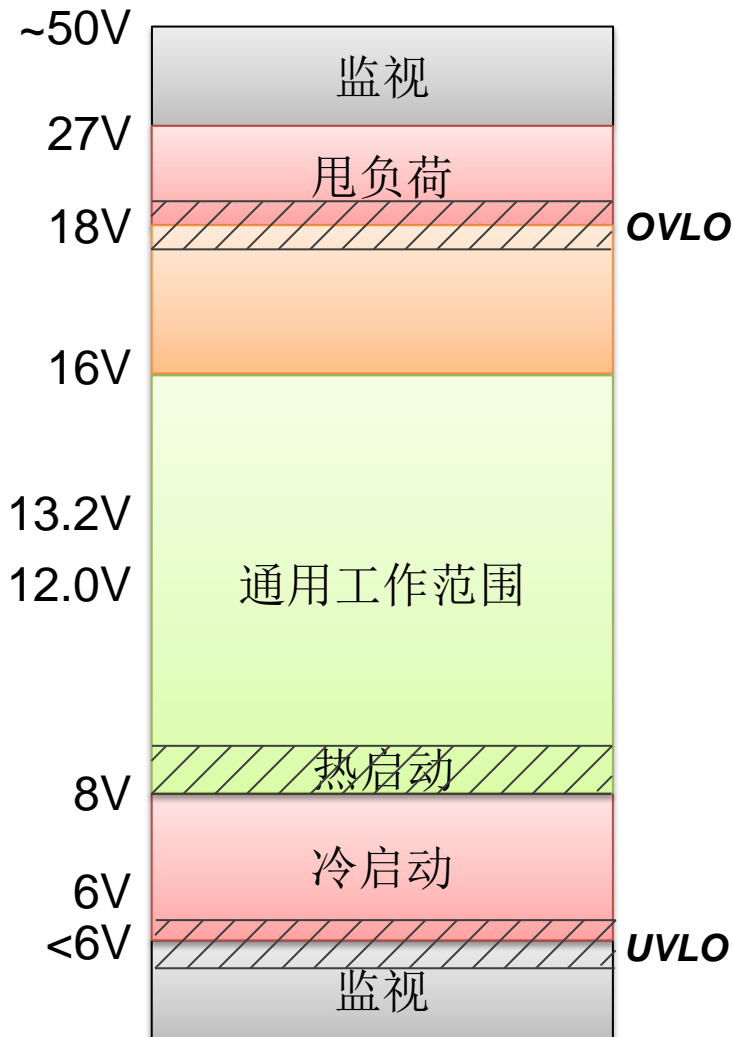 ~50V
监视
27V
甩负荷
18V
OVLO
16V
13.2V
12.0V
通用工作范围
热启动
8V
冷启动
6V
<6V
UVLO
监视